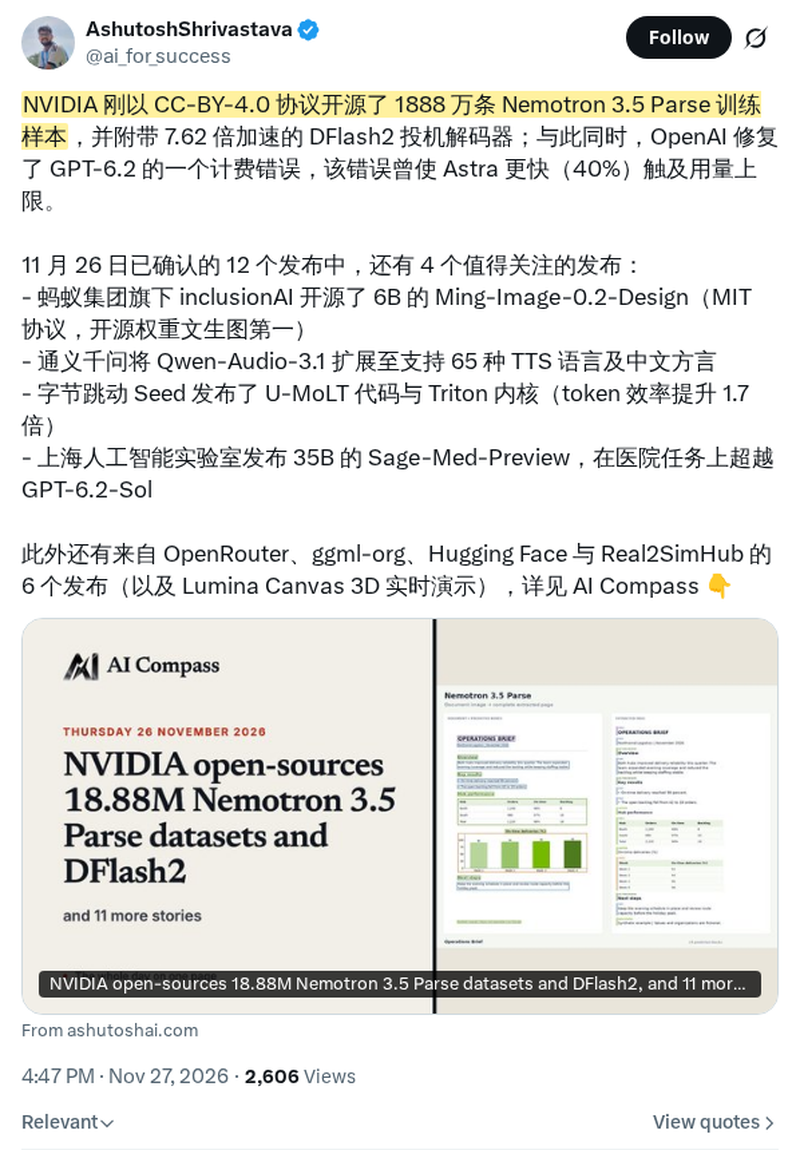 AshutoshShrivastava
@ai_for_success
Follow
NVIDIA 刚以 CC-BY-4.0 协议开源了 1888 万条 Nemotron 3.5 Parse 训练
样本，并附带 7.62 倍加速的 DFlash2 投机解码器；与此同时，OpenAI 修复
了 GPT-6.2 的一个计费错误，该错误曾使 Astra 更快（40%）触及用量上
限。
11 月 26 日已确认的 12 个发布中，还有 4 个值得关注的发布：
- 蚂蚁集团旗下 inclusionAI 开源了 6B 的 Ming-Image-0.2-Design（MIT
协议，开源权重文生图第一）
- 通义千问将 Qwen-Audio-3.1 扩展至支持 65 种 TTS 语言及中文方言
- 字节跳动 Seed 发布了 U-MoLT 代码与 Triton 内核（token 效率提升 1.7
倍）
- 上海人工智能实验室发布 35B 的 Sage-Med-Preview，在医院任务上超越
GPT-6.2-Sol
此外还有来自 OpenRouter、ggml-org、Hugging Face 与 Real2SimHub 的
6 个发布（以及 Lumina Canvas 3D 实时演示），详见 AI Compass 👇
AI Compass
THURSDAY 26 NOVEMBER 2026
NVIDIA open-sources
18.88M Nemotron 3.5
Parse datasets and
DFlash2
and 11 more stories
Nemotron 3.5 Parse
Document image + complete extracted page
OPERATIONS BRIEF
OPERATIONS BRIEF
Operations Brief
NVIDIA open-sources 18.88M Nemotron 3.5 Parse datasets and DFlash2, and 11 mor...
From ashutoshai.com
4:47 PM · Nov 27, 2026 · 2,606 Views
Relevant
View quotes